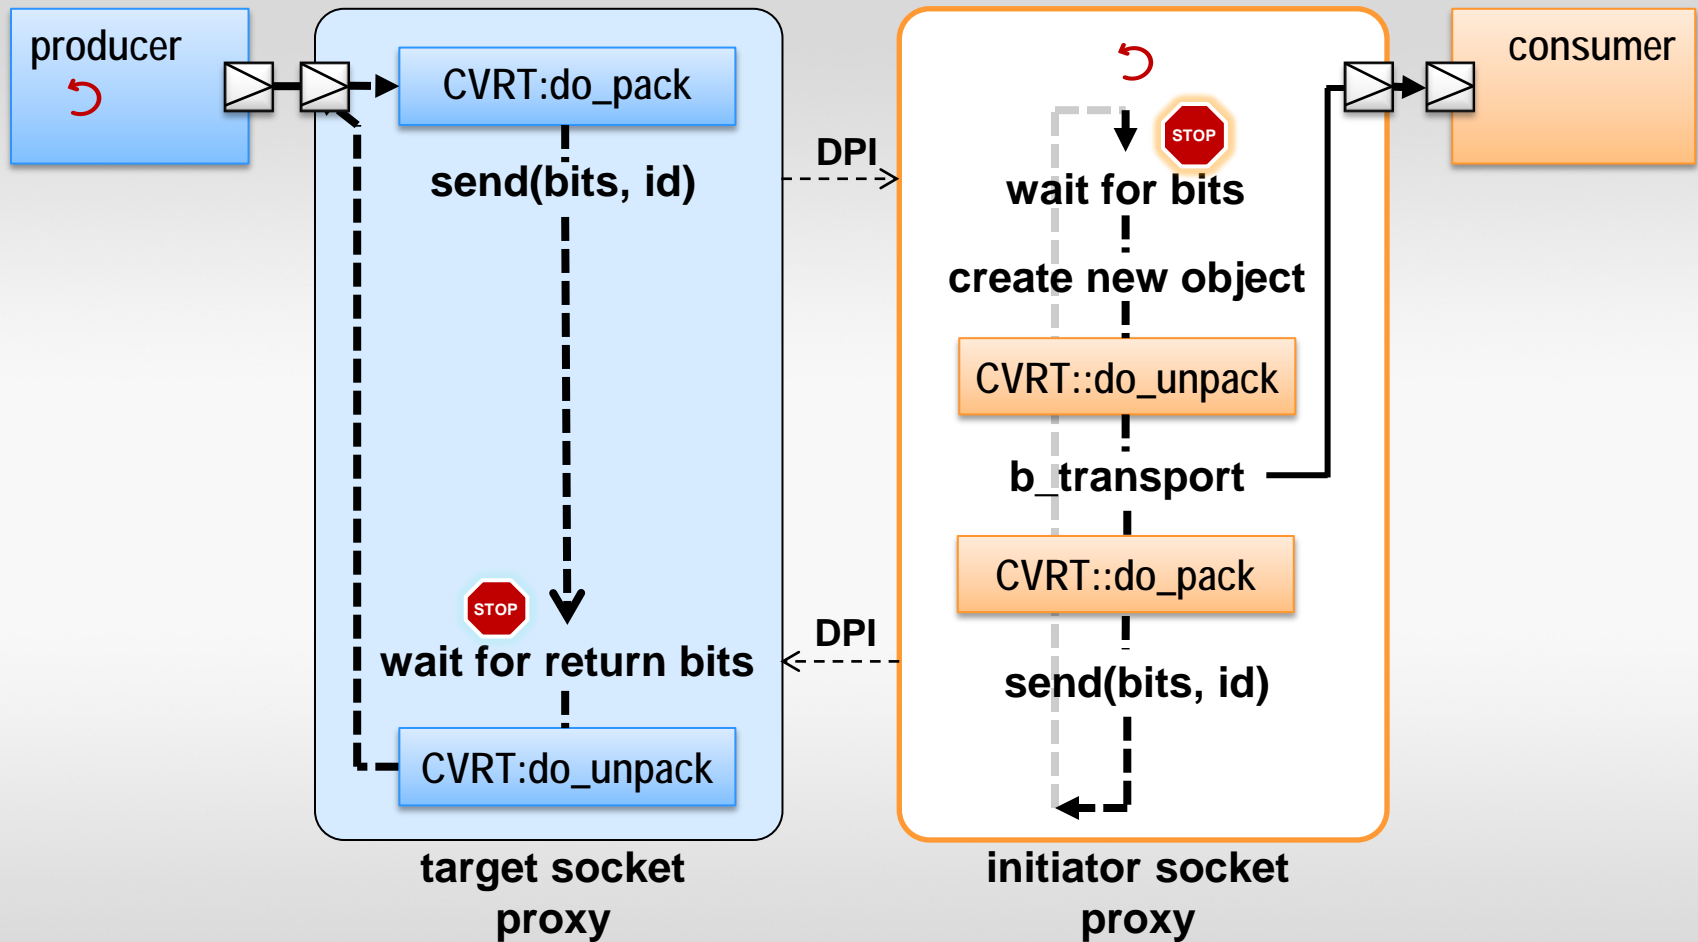 producer
CVRT:do_pack
send(bits, id)
STOP
wait for return bits
CVRT:do_unpack
target socket
proxy
DPI
DPI
STOP
wait for bits
create new object
CVRT::do_unpack
b_transport
CVRT::do_pack
send(bits, id)
initiator socket
proxy
consumer